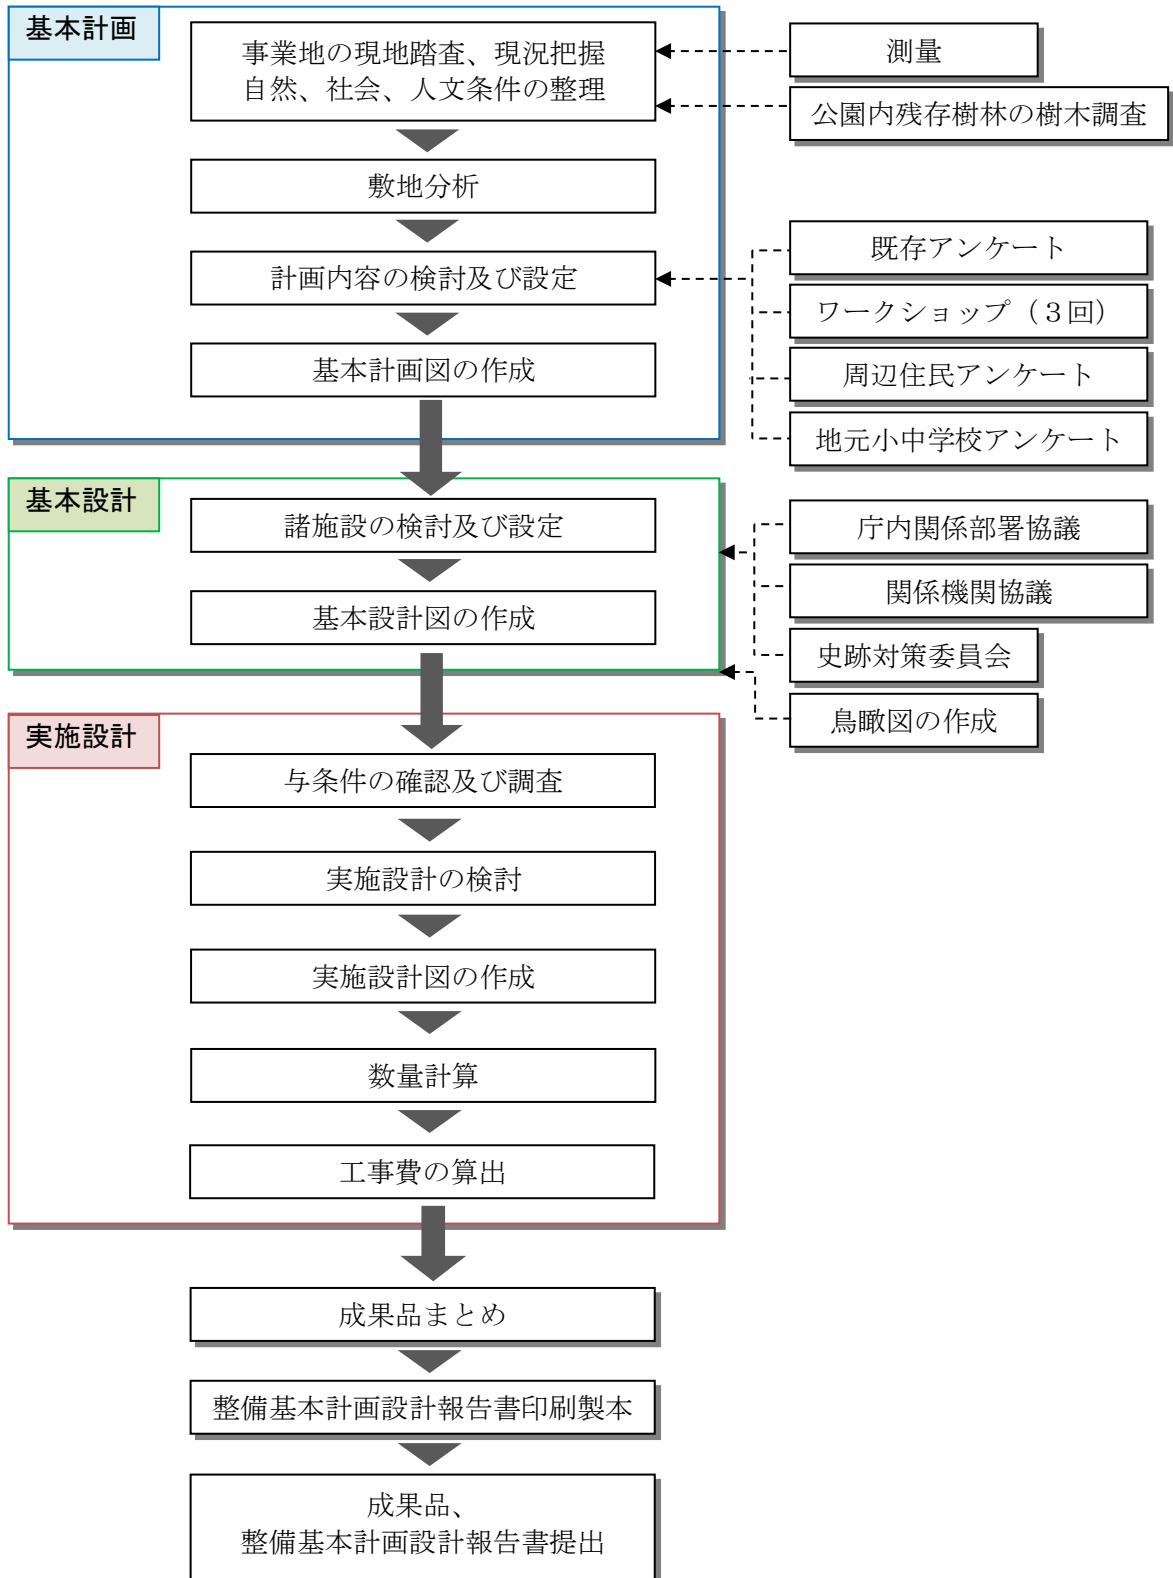 基本計画
事業地の現地踏査、現況把握
自然、社会、人文条件の整理
測量
公園内残存樹林の樹木調査
敷地分析
計画内容の検討及び設定
既存アンケート
ワークショップ（３回）
周辺住民アンケート
地元小中学校アンケート
基本計画図の作成
基本設計
諸施設の検討及び設定
基本設計図の作成
庁内関係部署協議
関係機関協議
史跡対策委員会
鳥瞰図の作成
実施設計
与条件の確認及び調査
実施設計の検討
実施設計図の作成
数量計算
工事費の算出
成果品まとめ
整備基本計画設計報告書印刷製本
成果品、
整備基本計画設計報告書提出